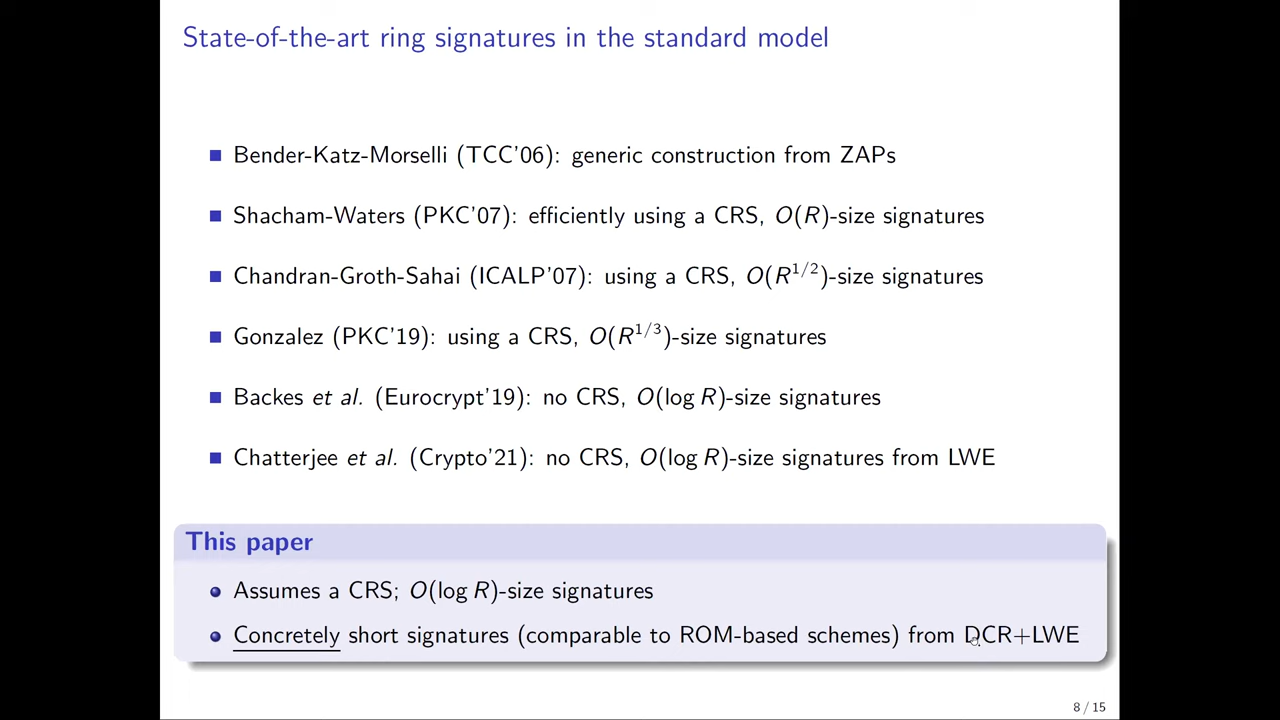 State-of-the-art ring signatures in the standard model
Bender-Katz-Morselli (TCC'06): generic construction from ZAPs
Shacham-Waters (PKC'07): efficiently using a CRS, O(R)-size signatures
Chandran-Groth-Sahai (ICALP'07): using a CRS, O(R^{1/2})-size signatures
Gonzalez (PKC'19): using a CRS, O(R^{1/3})-size signatures
Backes et al. (Eurocrypt'19): no CRS, O(log R)-size signatures
Chatterjee et al. (Crypto'21): no CRS, O(log R)-size signatures from LWE
This paper
Assumes a CRS; O(log R)-size signatures
Concretely short signatures (comparable to ROM-based schemes) from DCR+LWE
8 / 15